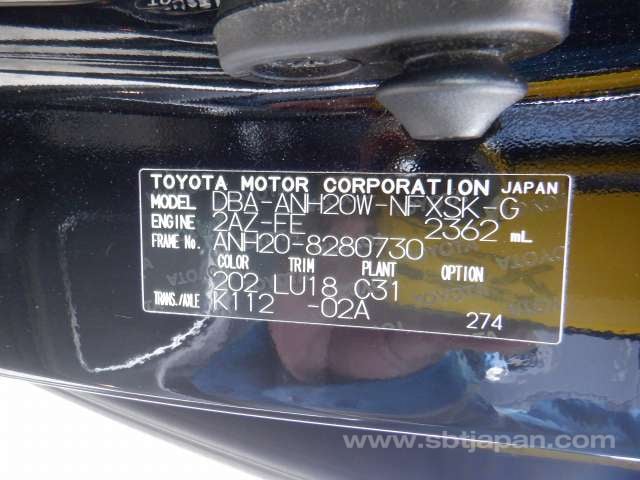 TOYOTA MOTOR CORPORATION JAPAN
MODEL DBA-ANH20W-NFXSK-G
ENGINE 2AZ-FE 2362 mL
FRAME No. ANH20-8280730
COLOR TRIM PLANT OPTION
202 LU18 C31
TRANS./AXLE K112 -02A
274
www.sbtjapan.com